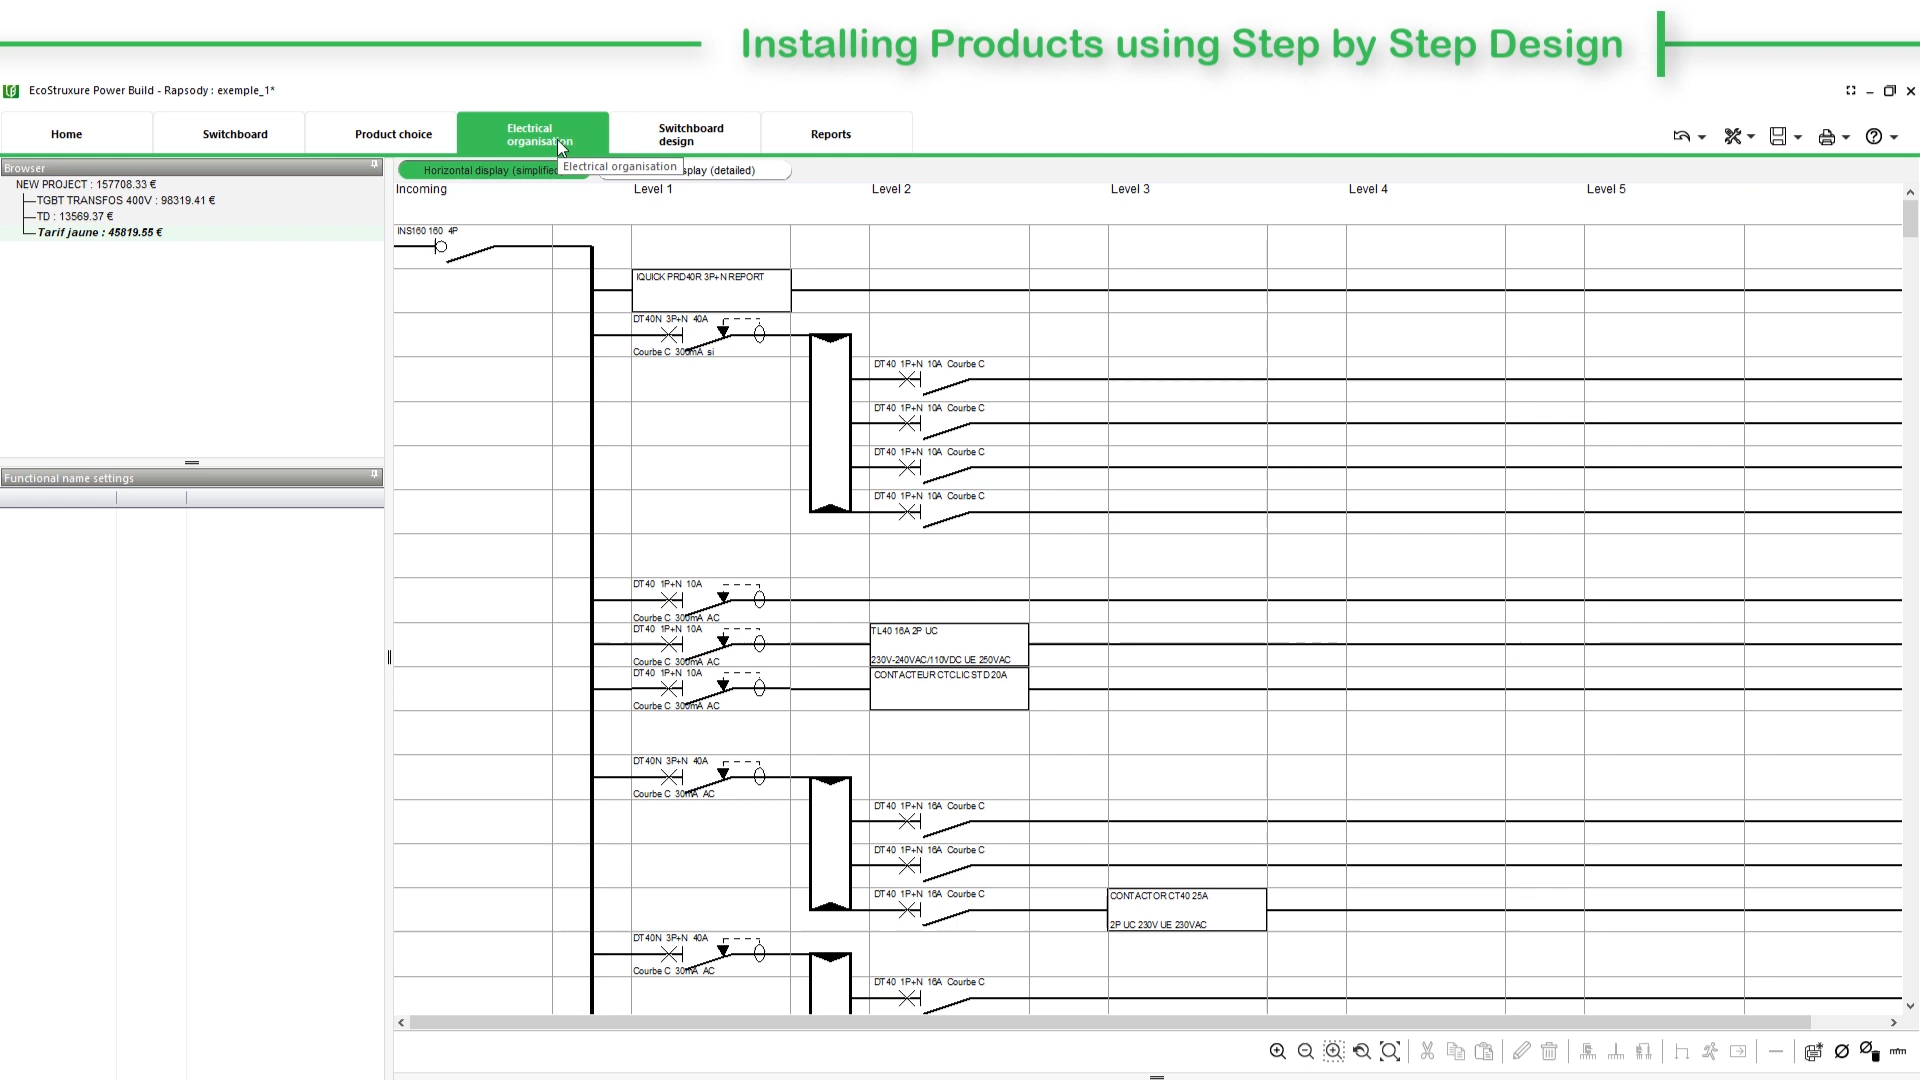 Installing Products using Step by Step Design
EcoStruxure Power Build - Rapsody : exemple_1*
Home
Switchboard
Product choice
Electrical
organisation
Switchboard
design
Reports
Browser
NEW PROJECT : 157708.33 €
TGBT TRANSFOS 400V : 98319.41 €
TD : 13569.37 €
Tarif jaune : 45819.55 €
Functional name settings
Horizontal display (simplified
Electrical organisation
splay (detailed)
Incoming
Level 1
Level 2
Level 3
Level 4
Level 5
INS160 160 4P
IQUICK PRD40R 3P+N REPORT
DT40N 3P+N 40A
Courbe C 300mA si
DT40 1P+N 10A Courbe C
DT40 1P+N 10A Courbe C
DT40 1P+N 10A Courbe C
DT40 1P+N 10A Courbe C
DT40 1P+N 10A
Courbe C 300mA AC
DT40 1P+N 10A
Courbe C 300mA AC
TL40 16A 2P UC
230V-240VAC/110VDC UE 250VAC
DT40 1P+N 10A
Courbe C 300mA AC
CONTACTEUR CTCLIC STD 20A
DT40N 3P+N 40A
Courbe C 30mA AC
DT40 1P+N 16A Courbe C
DT40 1P+N 16A Courbe C
DT40 1P+N 16A Courbe C
CONTACTOR CT40 25A
2P UC 230V UE 230VAC
DT40N 3P+N 40A
Courbe C 30mA AC
DT40 1P+N 16A Courbe C